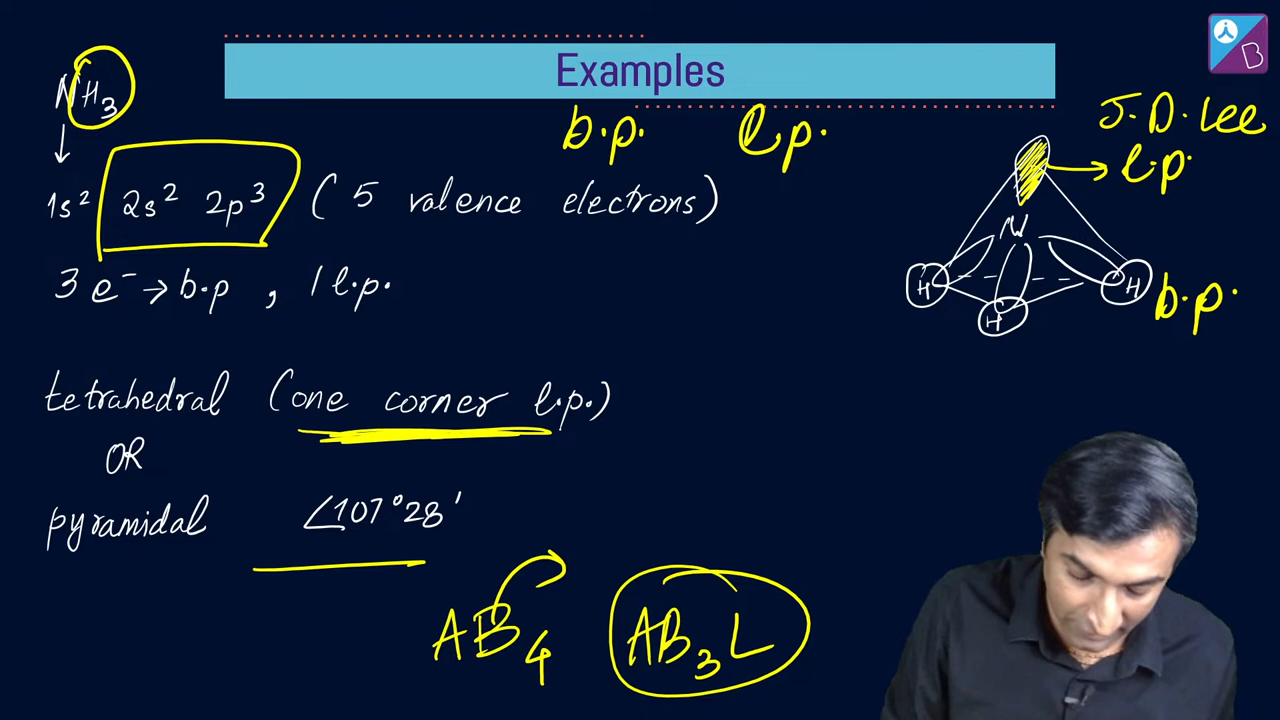 Examples
NH3
b.p. l.p.
J.D. Lee
l.p.
1s² 2s² 2p³ ( 5 valence electrons)
N
H H H
b.p.
3 e⁻ → b.p , 1 l.p.
tetrahedral (one corner l.p.)
OR
pyramidal ∠107°28'
AB4 AB3L
B